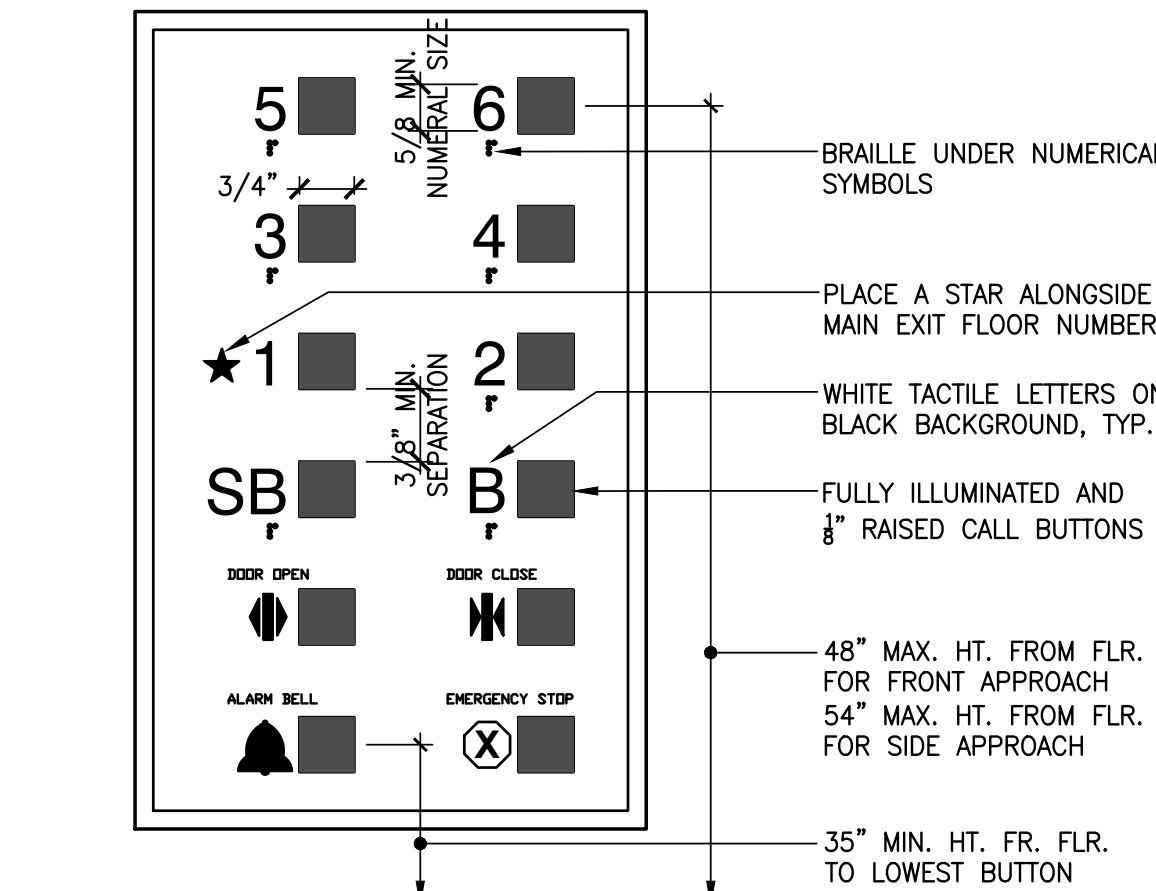 5
6
5/8 MIN.
NUMERAL SIZE
BRAILLE UNDER NUMERICAL
SYMBOLS
3/4"
3
4
PLACE A STAR ALONGSIDE
MAIN EXIT FLOOR NUMBER
1
2
3/8" MIN.
SEPARATION
WHITE TACTILE LETTERS ON
BLACK BACKGROUND, TYP.
SB
B
FULLY ILLUMINATED AND
1/8" RAISED CALL BUTTONS
DOOR OPEN
DOOR CLOSE
48" MAX. HT. FROM FLR.
FOR FRONT APPROACH
54" MAX. HT. FROM FLR.
FOR SIDE APPROACH
ALARM BELL
EMERGENCY STOP
X
35" MIN. HT. FR. FLR.
TO LOWEST BUTTON